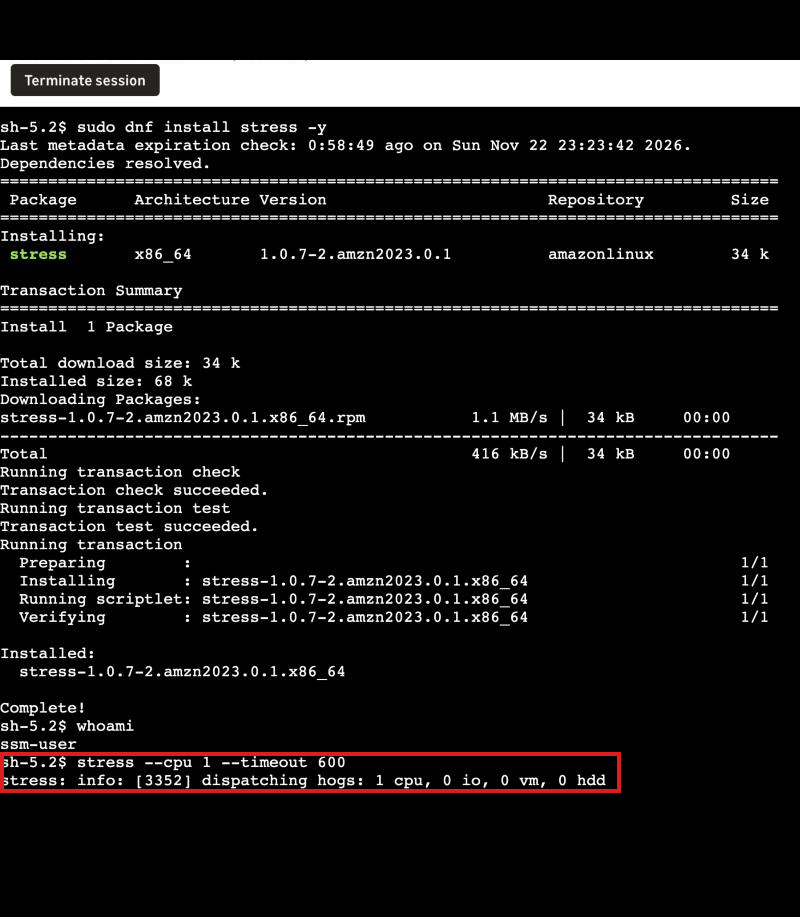 Terminate session
sh-5.2$ sudo dnf install stress -y
Last metadata expiration check: 0:58:49 ago on Sun Nov 22 23:23:42 2026.
Dependencies resolved.
================================================================================
Package Architecture Version Repository Size
================================================================================
Installing:
stress x86_64 1.0.7-2.amzn2023.0.1 amazonlinux 34 k
Transaction Summary
================================================================================
Install 1 Package
Total download size: 34 k
Installed size: 68 k
Downloading Packages:
stress-1.0.7-2.amzn2023.0.1.x86_64.rpm 1.1 MB/s | 34 kB 00:00
--------------------------------------------------------------------------------
Total 416 kB/s | 34 kB 00:00
Running transaction check
Transaction check succeeded.
Running transaction test
Transaction test succeeded.
Running transaction
Preparing : 1/1
Installing : stress-1.0.7-2.amzn2023.0.1.x86_64 1/1
Running scriptlet: stress-1.0.7-2.amzn2023.0.1.x86_64 1/1
Verifying : stress-1.0.7-2.amzn2023.0.1.x86_64 1/1
Installed:
stress-1.0.7-2.amzn2023.0.1.x86_64
Complete!
sh-5.2$ whoami
ssm-user
sh-5.2$ stress --cpu 1 --timeout 600
stress: info: [3352] dispatching hogs: 1 cpu, 0 io, 0 vm, 0 hdd